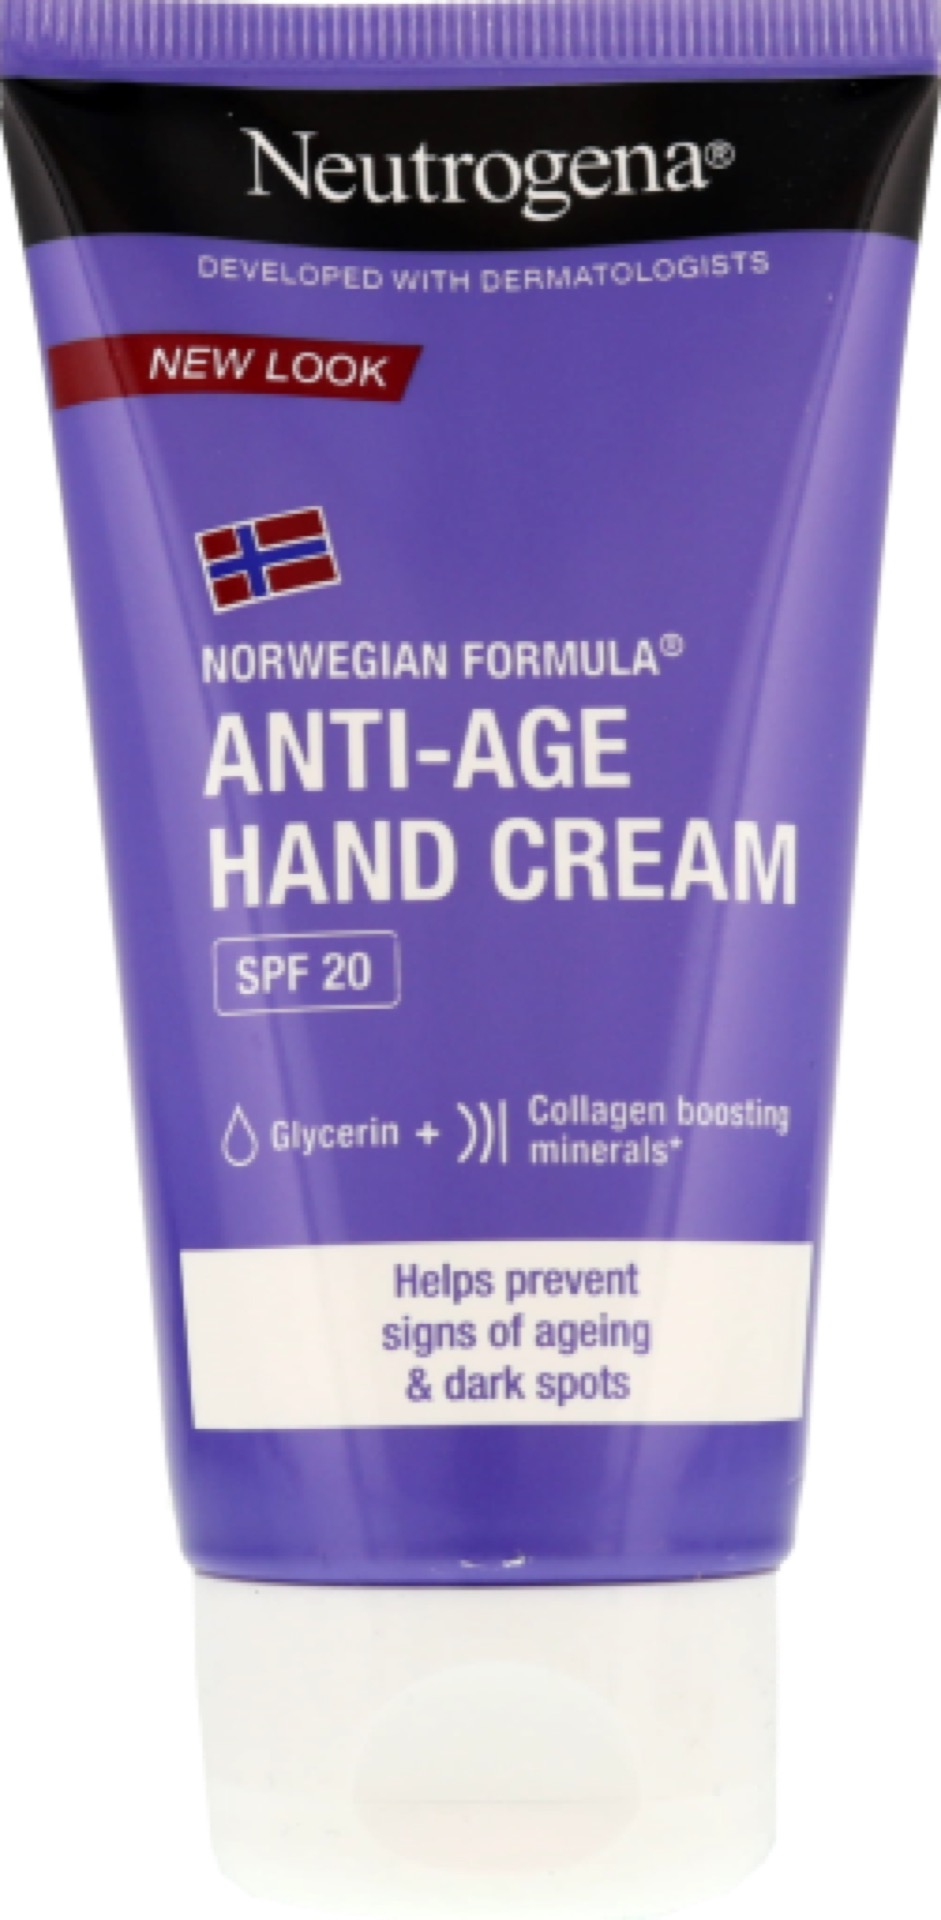 Neutrogena®
DEVELOPED WITH DERMATOLOGISTS
NEW LOOK
NORWEGIAN FORMULA®
ANTI-AGE
HAND CREAM
SPF 20
Glycerin + Collagen boosting
minerals*
Helps prevent
signs of ageing
& dark spots